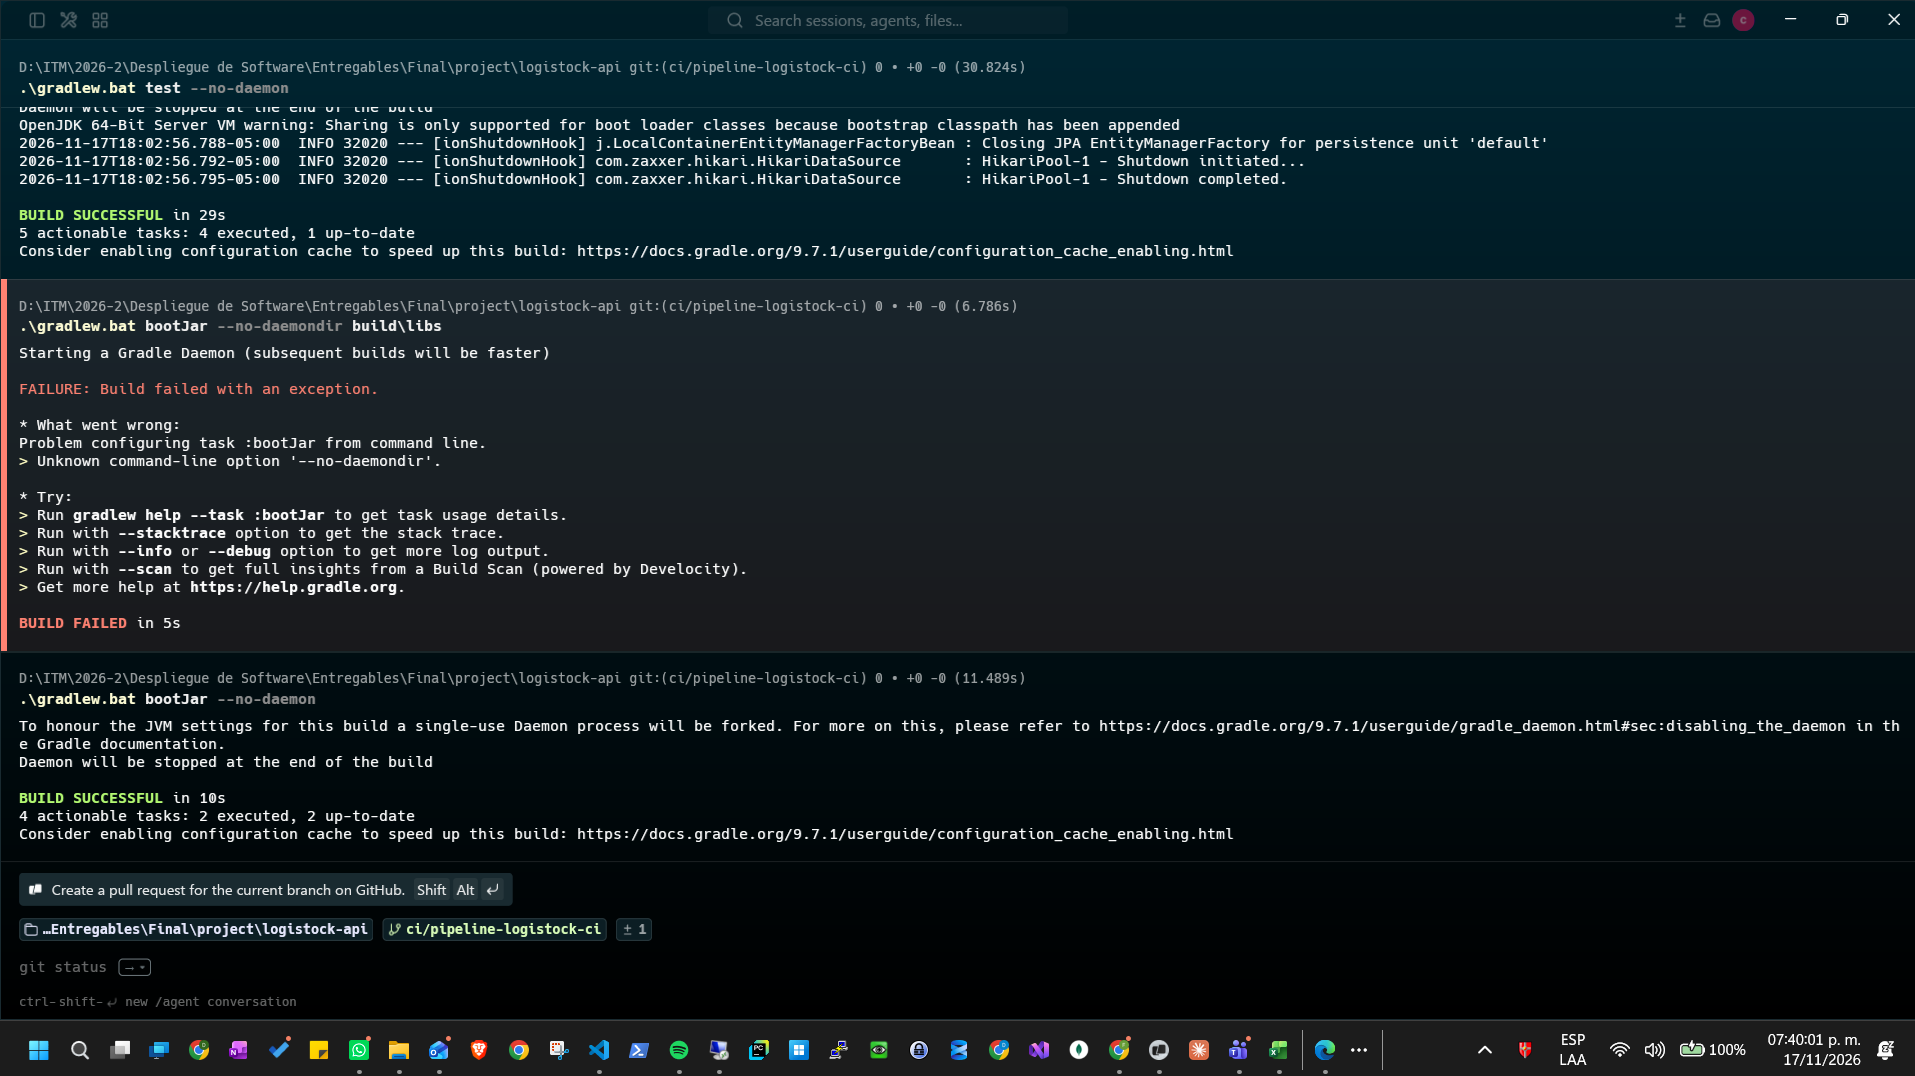 Search sessions, agents, files...
c
D:\ITM\2026-2\Despliegue de Software\Entregables\Final\project\logistock-api git:(ci/pipeline-logistock-ci) 0 • +0 -0 (30.824s)
.\gradlew.bat test --no-daemon
Daemon will be stopped at the end of the build
OpenJDK 64-Bit Server VM warning: Sharing is only supported for boot loader classes because bootstrap classpath has been appended
2026-11-17T18:02:56.788-05:00  INFO 32020 --- [ionShutdownHook] j.LocalContainerEntityManagerFactoryBean : Closing JPA EntityManagerFactory for persistence unit 'default'
2026-11-17T18:02:56.792-05:00  INFO 32020 --- [ionShutdownHook] com.zaxxer.hikari.HikariDataSource       : HikariPool-1 - Shutdown initiated...
2026-11-17T18:02:56.795-05:00  INFO 32020 --- [ionShutdownHook] com.zaxxer.hikari.HikariDataSource       : HikariPool-1 - Shutdown completed.
BUILD SUCCESSFUL in 29s
5 actionable tasks: 4 executed, 1 up-to-date
Consider enabling configuration cache to speed up this build: https://docs.gradle.org/9.7.1/userguide/configuration_cache_enabling.html
D:\ITM\2026-2\Despliegue de Software\Entregables\Final\project\logistock-api git:(ci/pipeline-logistock-ci) 0 • +0 -0 (6.786s)
.\gradlew.bat bootJar --no-daemondir build\libs
Starting a Gradle Daemon (subsequent builds will be faster)
FAILURE: Build failed with an exception.
* What went wrong:
Problem configuring task :bootJar from command line.
> Unknown command-line option '--no-daemondir'.
* Try:
> Run gradlew help --task :bootJar to get task usage details.
> Run with --stacktrace option to get the stack trace.
> Run with --info or --debug option to get more log output.
> Run with --scan to get full insights from a Build Scan (powered by Develocity).
> Get more help at https://help.gradle.org.
BUILD FAILED in 5s
D:\ITM\2026-2\Despliegue de Software\Entregables\Final\project\logistock-api git:(ci/pipeline-logistock-ci) 0 • +0 -0 (11.489s)
.\gradlew.bat bootJar --no-daemon
To honour the JVM settings for this build a single-use Daemon process will be forked. For more on this, please refer to https://docs.gradle.org/9.7.1/userguide/gradle_daemon.html#sec:disabling_the_daemon in th
e Gradle documentation.
Daemon will be stopped at the end of the build
BUILD SUCCESSFUL in 10s
4 actionable tasks: 2 executed, 2 up-to-date
Consider enabling configuration cache to speed up this build: https://docs.gradle.org/9.7.1/userguide/configuration_cache_enabling.html
Create a pull request for the current branch on GitHub. Shift Alt ↵
…Entregables\Final\project\logistock-api ci/pipeline-logistock-ci ± 1
git status
ctrl-shift-↵ new /agent conversation
ESP
LAA
100%
07:40:01 p. m.
17/11/2026